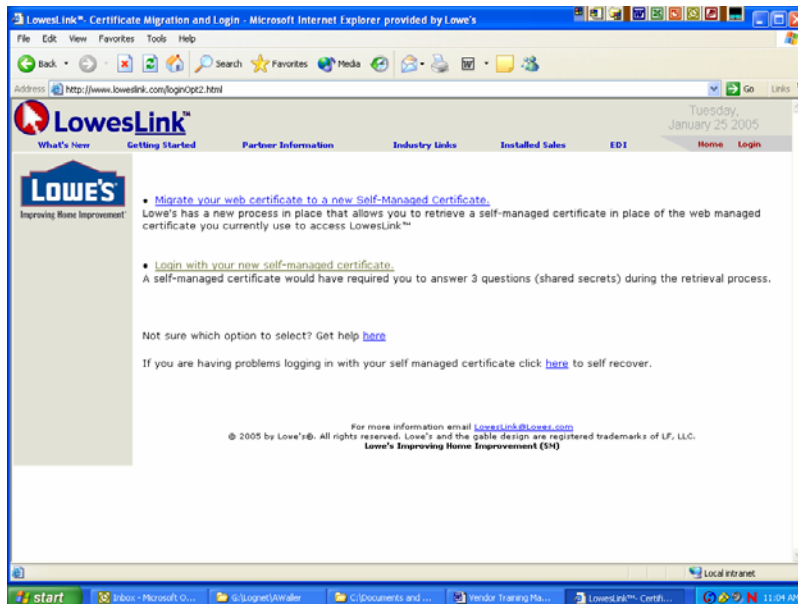 LowesLink™- Certificate Migration and Login - Microsoft Internet Explorer provided by Lowe's
File Edit View Favorites Tools Help
Back Search Favorites Media
Address http://www.loweslink.com/loginOpt2.html Go Links
LowesLink™
Tuesday,
January 25 2005
What's New Getting Started Partner Information Industry Links Installed Sales EDI Home Login
LOWE'S
Improving Home Improvement
• Migrate your web certificate to a new Self-Managed Certificate.
Lowe's has a new process in place that allows you to retrieve a self-managed certificate in place of the web managed
certificate you currently use to access LowesLink™
• Login with your new self-managed certificate.
A self-managed certificate would have required you to answer 3 questions (shared secrets) during the retrieval process.
Not sure which option to select? Get help here
If you are having problems logging in with your self managed certificate click here to self recover.
For more information email LowesLink@Lowes.com
© 2005 by Lowe's®. All rights reserved. Lowe's and the gable design are registered trademarks of LF, LLC.
Lowe's Improving Home Improvement (SM)
Local intranet
start Inbox - Microsoft O... G:\Lognet\AWaller C:\Documents and ... Vendor Training Ma... LowesLink™- Certifi... 11:04 AM